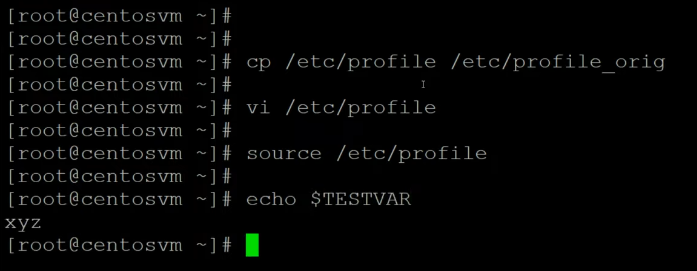 [root@centosvm ~]#
[root@centosvm ~]#
[root@centosvm ~]# cp /etc/profile /etc/profile_orig
[root@centosvm ~]#
[root@centosvm ~]# vi /etc/profile
[root@centosvm ~]#
[root@centosvm ~]# source /etc/profile
[root@centosvm ~]#
[root@centosvm ~]# echo $TESTVAR
xyz
[root@centosvm ~]#